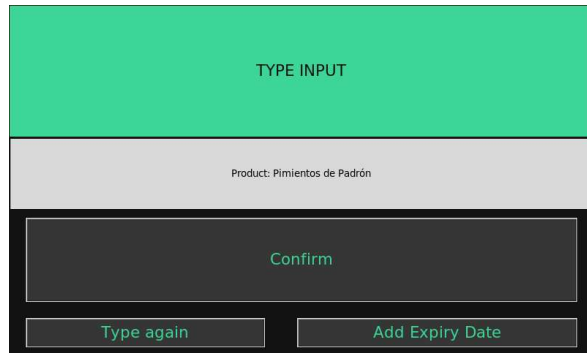 TYPE INPUT
Product: Pimientos de Padrón
Confirm
Type again
Add Expiry Date